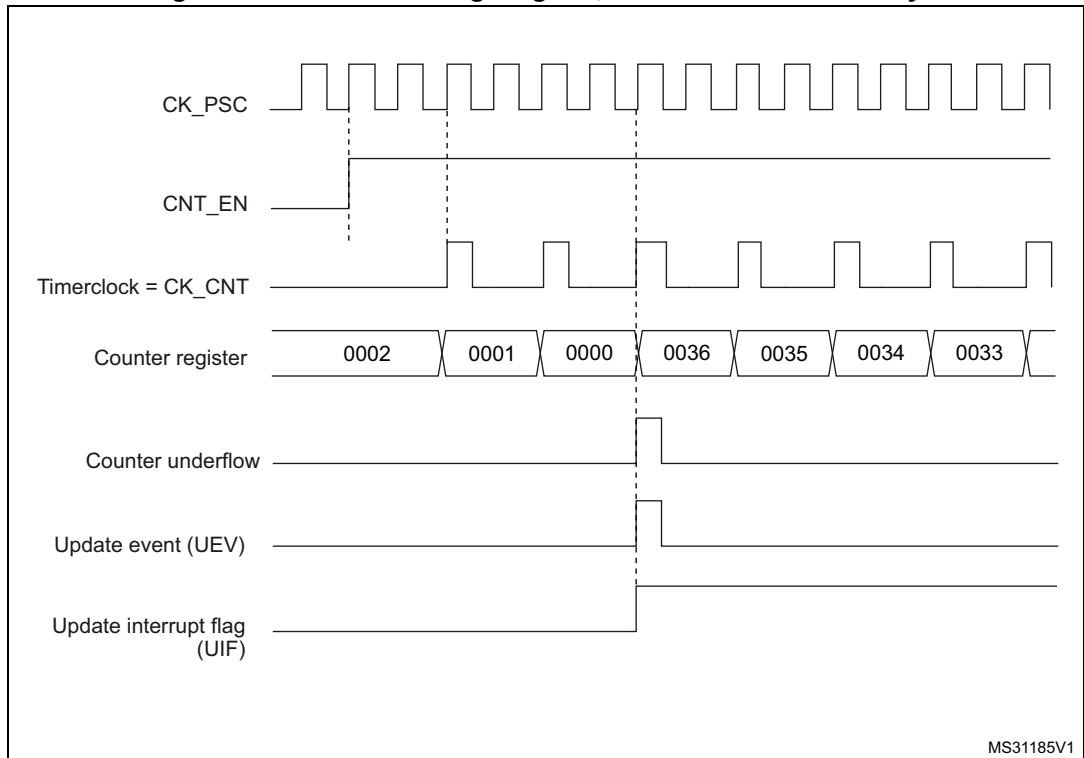 CK_PSC
CNT_EN
Timerclock = CK_CNT
Counter register
0002 0001 0000 0036 0035 0034 0033
Counter underflow
Update event (UEV)
Update interrupt flag
(UIF)
MS31185V1